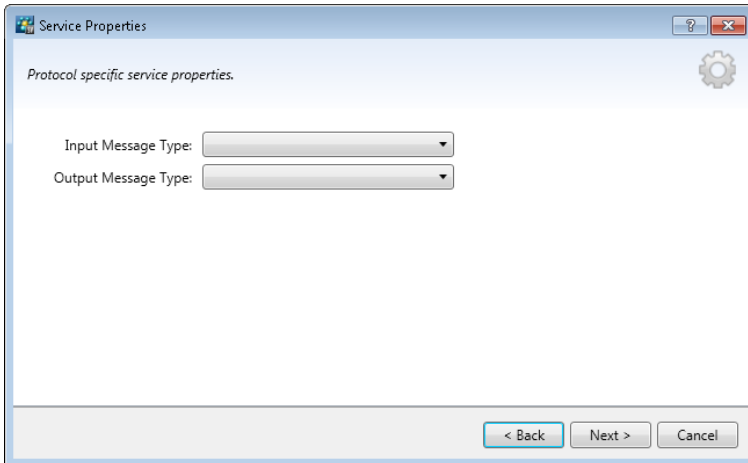 Service Properties
?
Protocol specific service properties.
Input Message Type:
Output Message Type:
< Back
Next >
Cancel